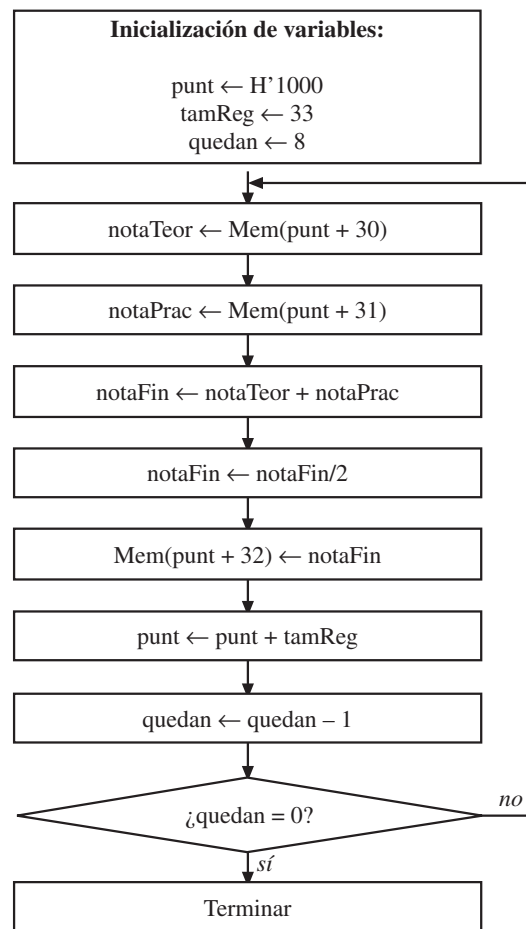 Inicialización de variables:
punt ← H’1000
tamReg ← 33
quedan ← 8
notaTeor ← Mem(punt + 30)
notaPrac ← Mem(punt + 31)
notaFin ← notaTeor + notaPrac
notaFin ← notaFin/2
Mem(punt + 32) ← notaFin
punt ← punt + tamReg
quedan ← quedan – 1
¿quedan = 0?
no
sí
Terminar